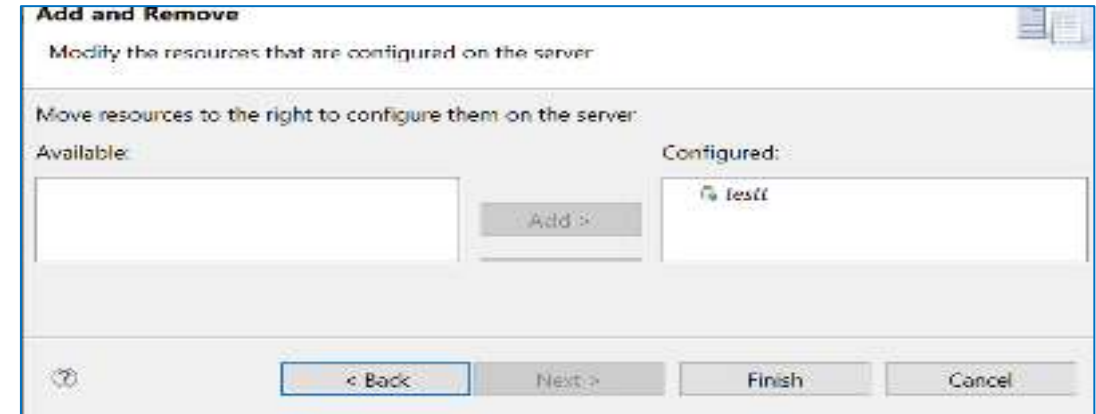 Add and Remove
Modify the resources that are configured on the server
Move resources to the right to configure them on the server
Available:
Configured:
testt
Add >
< Back
Next >
Finish
Cancel